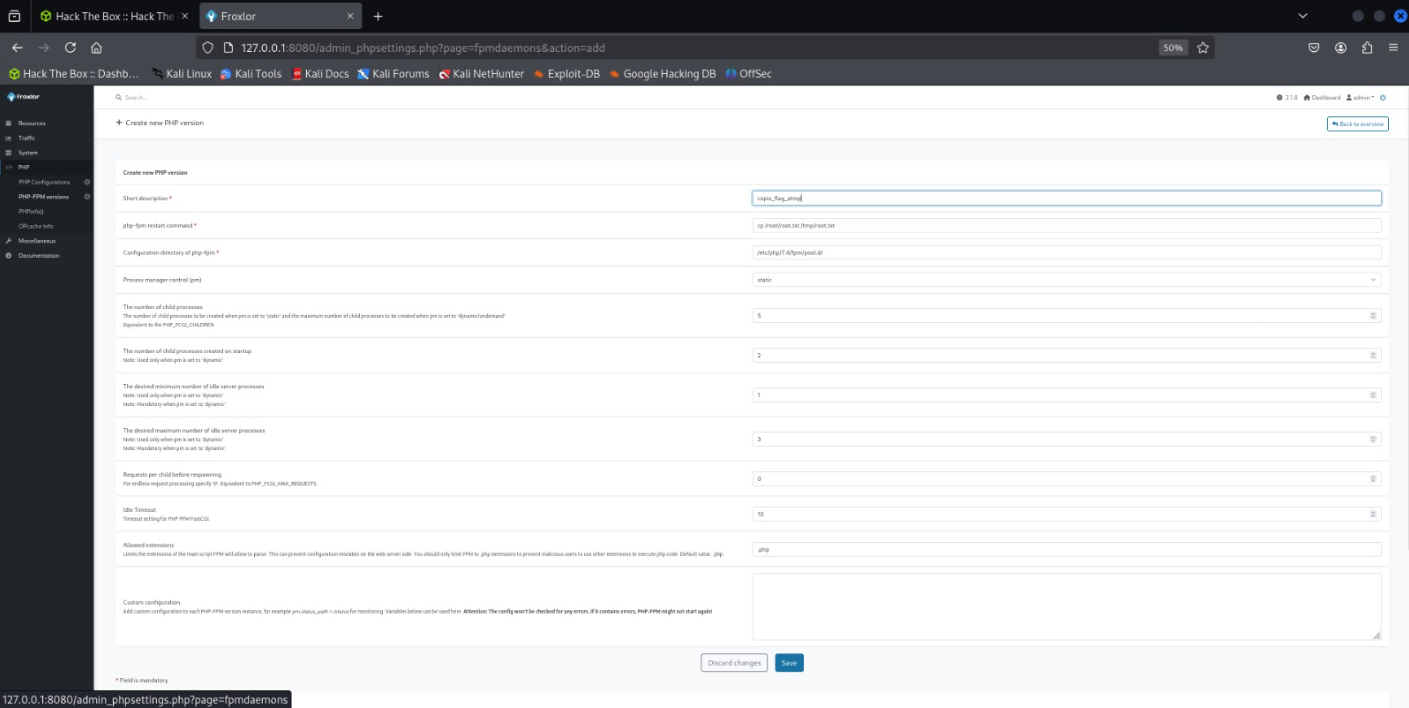 Hack The Box :: Hack The
Froxlor
127.0.0.1:8080/admin_phpsettings.php?page=fpmdaemons&action=add
50%
Hack The Box :: Dashb...
Kali Linux
Kali Tools
Kali Docs
Kali Forums
Kali NetHunter
Exploit-DB
Google Hacking DB
OffSec
Froxlor
Search...
2.1.8
Dashboard
admin
Resources
Traffic
System
PHP
PHP Configurations
PHP-FPM versions
PHPinfo()
OPcache Info
Miscellaneous
Documentation
+ Create new PHP version
Back to overview
Create new PHP version
Short description *
copia_flag_atmp
php-fpm restart command *
cp /root/root.txt /tmp/root.txt
Configuration directory of php-fpm *
/etc/php/7.4/fpm/pool.d/
Process manager control (pm)
static
The number of child processes
The number of child processes to be created when pm is set to 'static' and the maximum number of child processes to be created when pm is set to 'dynamic/ondemand'
Equivalent to the PHP_FCGI_CHILDREN
5
The number of child processes created on startup
Note: Used only when pm is set to 'dynamic'
2
The desired minimum number of idle server processes
Note: Used only when pm is set to 'dynamic'
Note: Mandatory when pm is set to 'dynamic'
1
The desired maximum number of idle server processes
Note: Used only when pm is set to 'dynamic'
Note: Mandatory when pm is set to 'dynamic'
3
Requests per child before respawning
For endless request processing specify '0'. Equivalent to PHP_FCGI_MAX_REQUESTS.
0
Idle Timeout
Timeout setting for PHP FPM FastCGI.
10
Allowed extensions
Limits the extensions of the main script FPM will allow to parse. This can prevent configuration mistakes on the web server side. You should only limit FPM to .php extensions to prevent malicious users to use other extensions to execute php code. Default value: .php
.php
Custom configuration
Add custom configuration to each PHP-FPM version instance, for example pm.status_path = /status for monitoring. Variables below can be used here. Attention: The config won't be checked for any errors. If it contains errors, PHP-FPM might not start again!
Discard changes
Save
* Field is mandatory
127.0.0.1:8080/admin_phpsettings.php?page=fpmdaemons